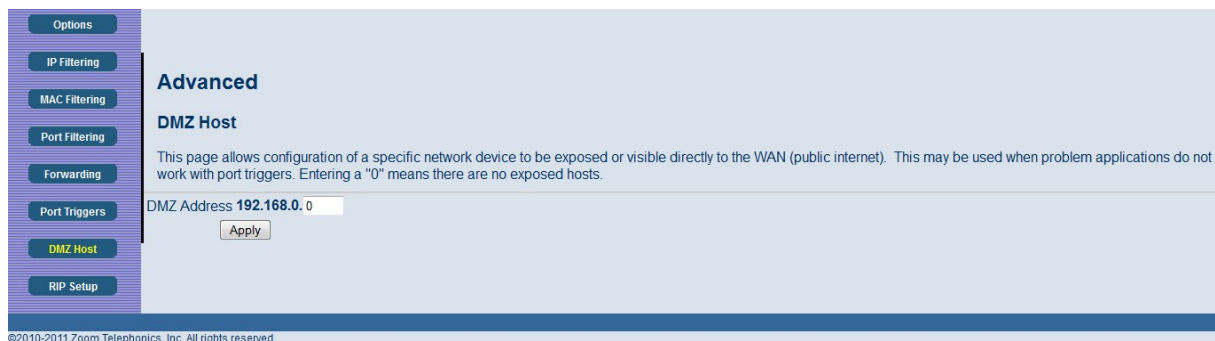 Options
IP Filtering
MAC Filtering
Port Filtering
Forwarding
Port Triggers
DMZ Host
RIP Setup
Advanced
DMZ Host
This page allows configuration of a specific network device to be exposed or visible directly to the WAN (public internet). This may be used when problem applications do not
work with port triggers. Entering a "0" means there are no exposed hosts.
DMZ Address 192.168.0. 0
Apply
©2010-2011 Zoom Telephonics, Inc. All rights reserved